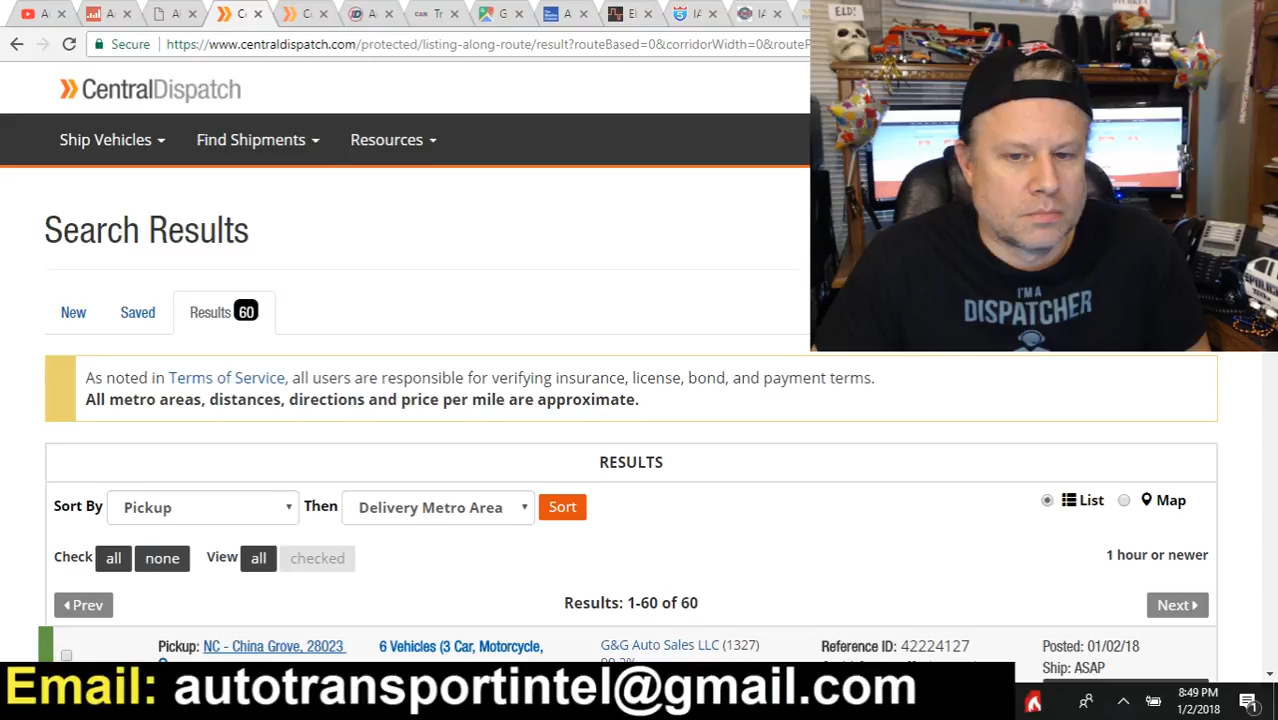 Secure
https://www.centraldispatch.com/protected/listing-along-route/result?routeBased=0&corridorWidth=0&routeP
CentralDispatch
Ship Vehicles Find Shipments Resources
Search Results
New Saved Results 60
As noted in Terms of Service, all users are responsible for verifying insurance, license, bond, and payment terms.
All metro areas, distances, directions and price per mile are approximate.
RESULTS
Sort By Pickup Then Delivery Metro Area Sort List Map
Check all none View all checked 1 hour or newer
Prev Results: 1-60 of 60 Next
Pickup: NC - China Grove, 28023 6 Vehicles (3 Car, Motorcycle, G&G Auto Sales LLC (1327) Reference ID: 42224127 Posted: 01/02/18
Ship: ASAP
Email: autotransportintel@gmail.com
8:49 PM
1/2/2018
ELD!
I'M A
DISPATCHER
POLICE